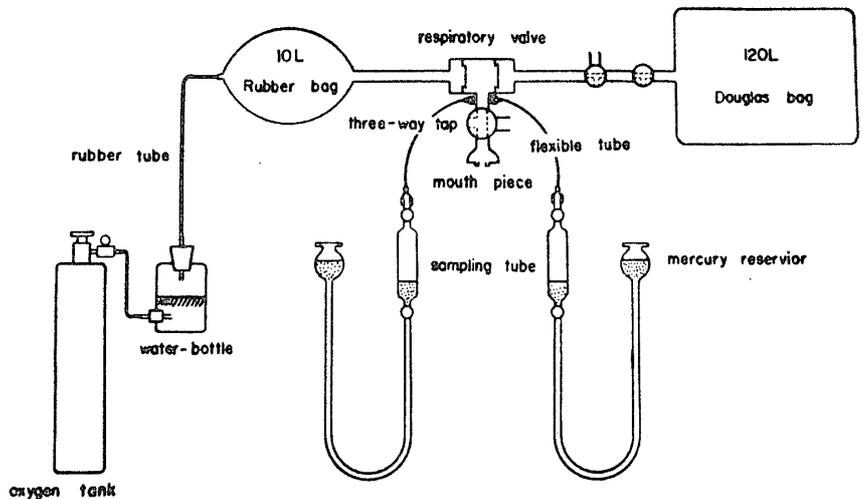 respiratory valve
10L
Rubber bag
120L
Douglas bag
three-way tap
flexible tube
rubber tube
mouth piece
sampling tube
mercury reservior
water-bottle
oxygen tank